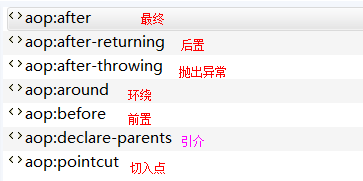 <> aop:after 最终
<> aop:after-returning 后置
<> aop:after-throwing 抛出异常
<> aop:around 环绕
<> aop:before 前置
<> aop:declare-parents 引介
<> aop:pointcut 切入点